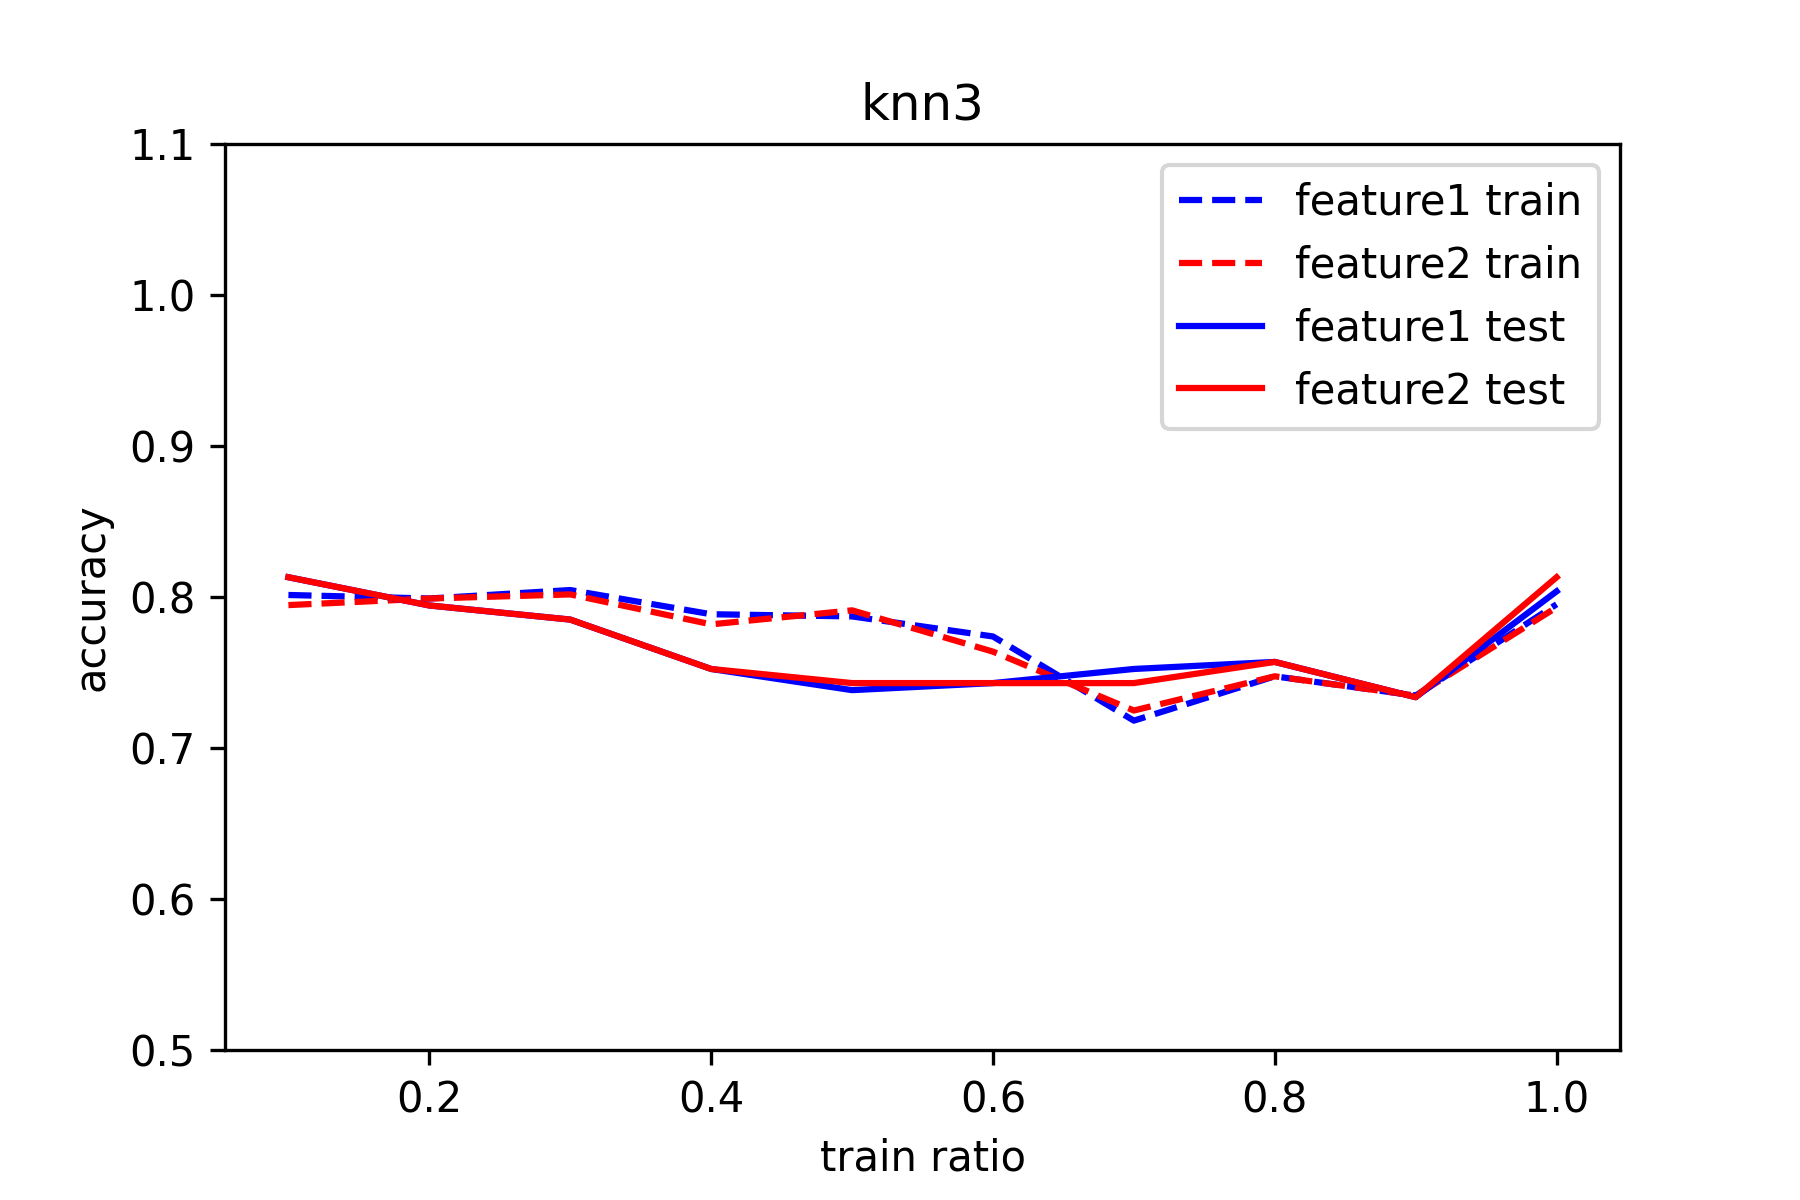 knn3
1.1
1.0
0.9
0.8
0.7
0.6
0.5
accuracy
feature1 train
feature2 train
feature1 test
feature2 test
0.2 0.4 0.6 0.8 1.0
train ratio